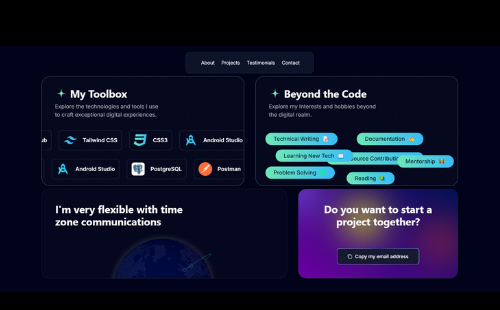 About Projects Testimonials Contact
My Toolbox
Explore the technologies and tools I use
to craft exceptional digital experiences.
ub Tailwind CSS CSS3 Android Studio
Android Studio PostgreSQL Postman
Beyond the Code
Explore my Interests and hobbies beyond
the digital realm.
Technical Writing Documentation
Learning New Tech Source Contributi Mentorship
Problem Solving
Reading
I'm very flexible with time
zone communications
Do you want to start a
project together?
Copy my email address